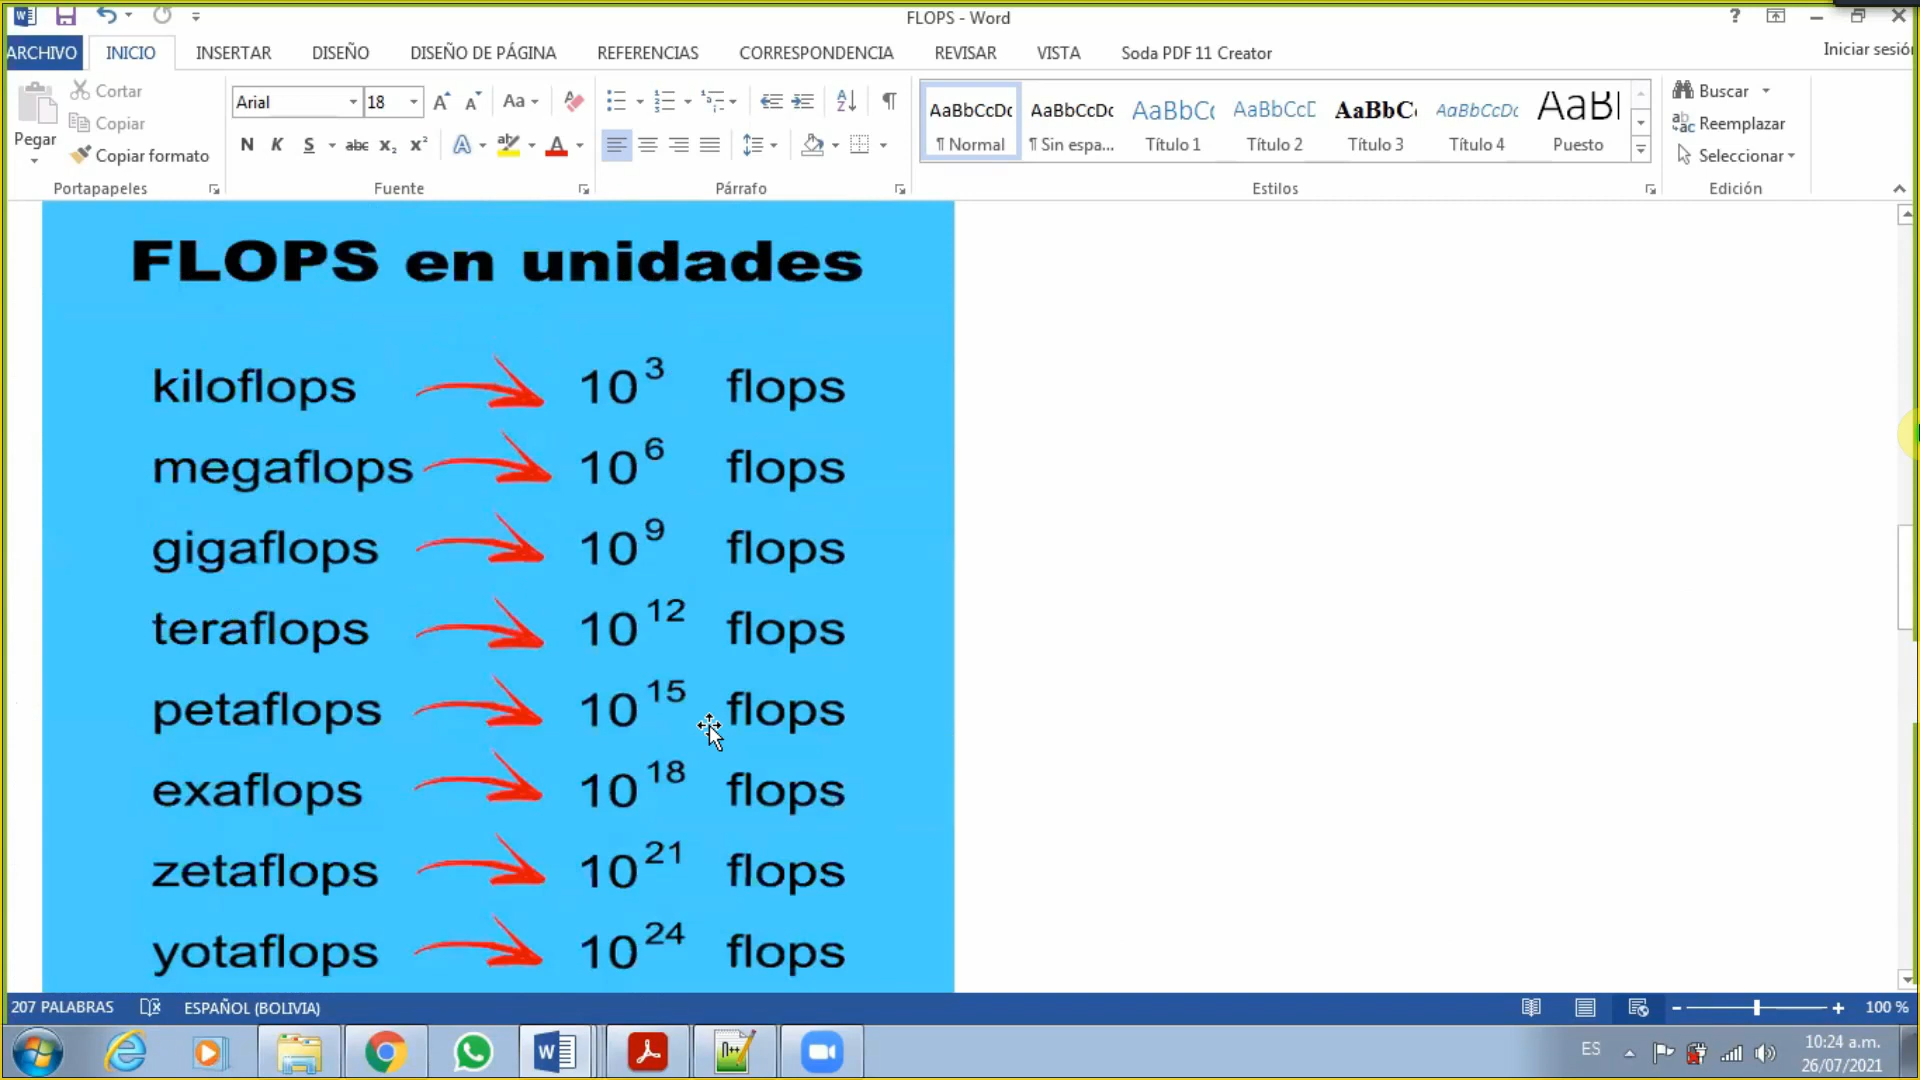 FLOPS - Word
ARCHIVO INICIO INSERTAR DISEÑO DISEÑO DE PÁGINA REFERENCIAS CORRESPONDENCIA REVISAR VISTA Soda PDF 11 Creator Iniciar sesión
Pegar
Cortar
Copiar
Copiar formato
Portapapeles
Arial 18
N K S abc x₂ x²
Fuente
Párrafo
AaBbCcDc AaBbCcDc AaBbC AaBbCcD AaBbC AaBbCcDc AaB
¶ Normal ¶ Sin espa... Título 1 Título 2 Título 3 Título 4 Puesto
Estilos
Buscar
Reemplazar
Seleccionar
Edición
FLOPS en unidades
kiloflops 10³ flops
megaflops 10⁶ flops
gigaflops 10⁹ flops
teraflops 10¹² flops
petaflops 10¹⁵ flops
exaflops 10¹⁸ flops
zetaflops 10²¹ flops
yotaflops 10²⁴ flops
207 PALABRAS ESPAÑOL (BOLIVIA) 100 %
ES
10:24 a.m.
26/07/2021